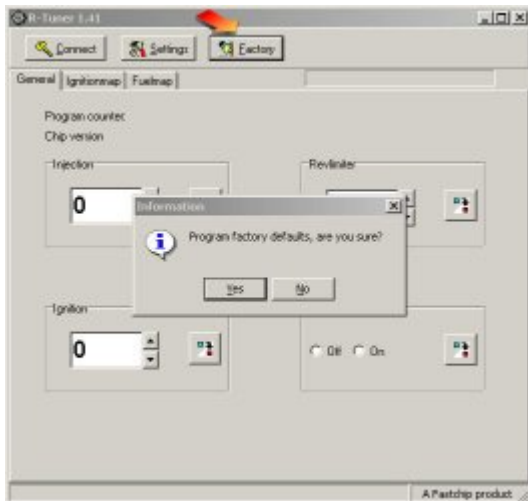 R-Tuner 1.41
Connect Settings Factory
General Ignitionmap Fuelmap
Program counter:
Chip version
Injection
Revlimiter
0
Information
Program factory defaults, are you sure?
Yes No
Ignition
0
Off On
A Fastchip product